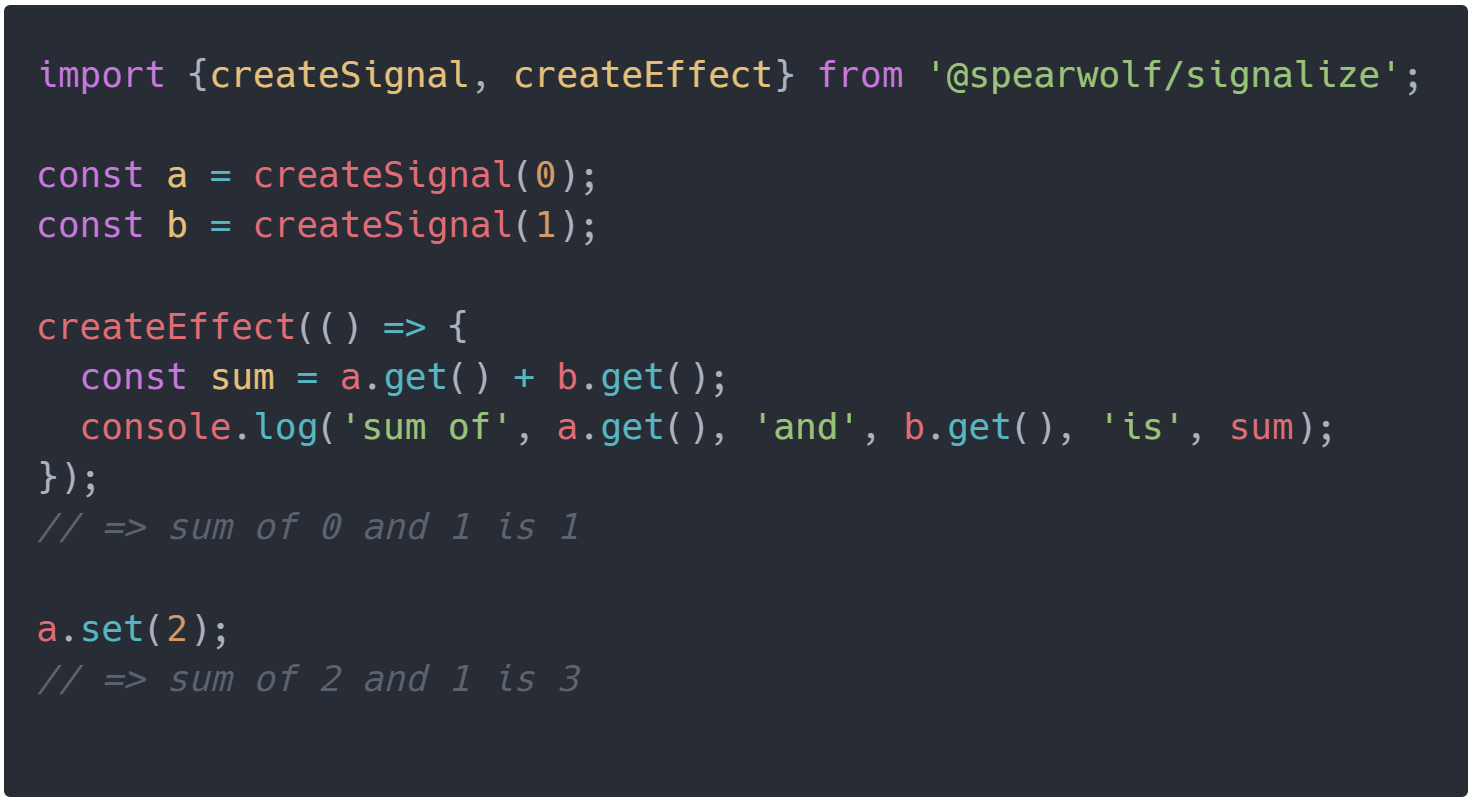 import {createSignal, createEffect} from '@spearwolf/signalize';
const a = createSignal(0);
const b = createSignal(1);
createEffect(() => {
  const sum = a.get() + b.get();
  console.log('sum of', a.get(), 'and', b.get(), 'is', sum);
});
// => sum of 0 and 1 is 1
a.set(2);
// => sum of 2 and 1 is 3